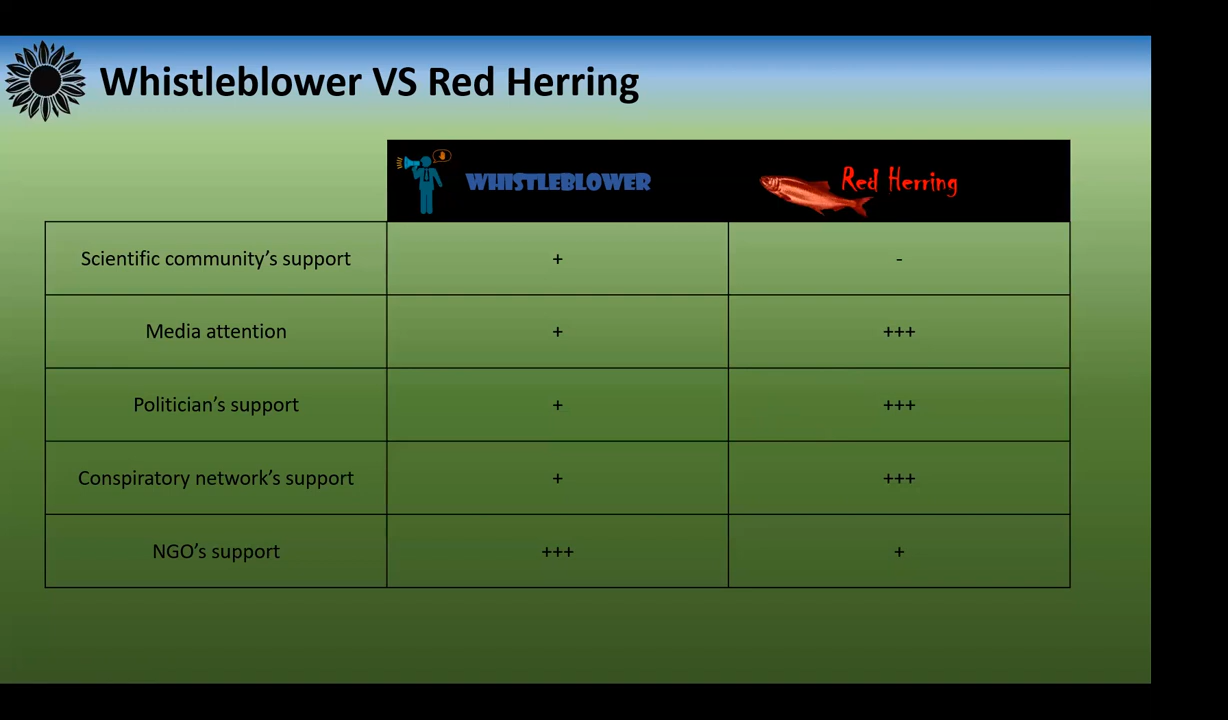 Whistleblower VS Red Herring
WHISTLEBLOWER Red Herring
Scientific community’s support + -
Media attention + +++
Politician’s support + +++
Conspiratory network’s support + +++
NGO’s support +++ +